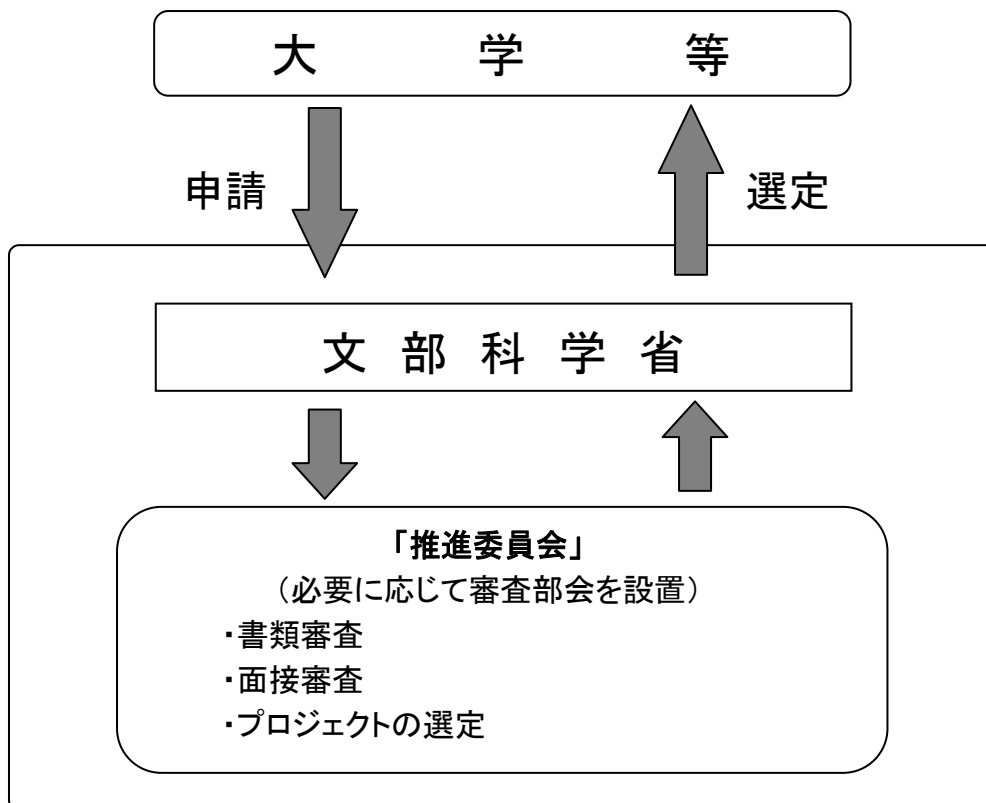 大学等
申請
選定
文部科学省
「推進委員会」
（必要に応じて審査部会を設置）
・書類審査
・面接審査
・プロジェクトの選定